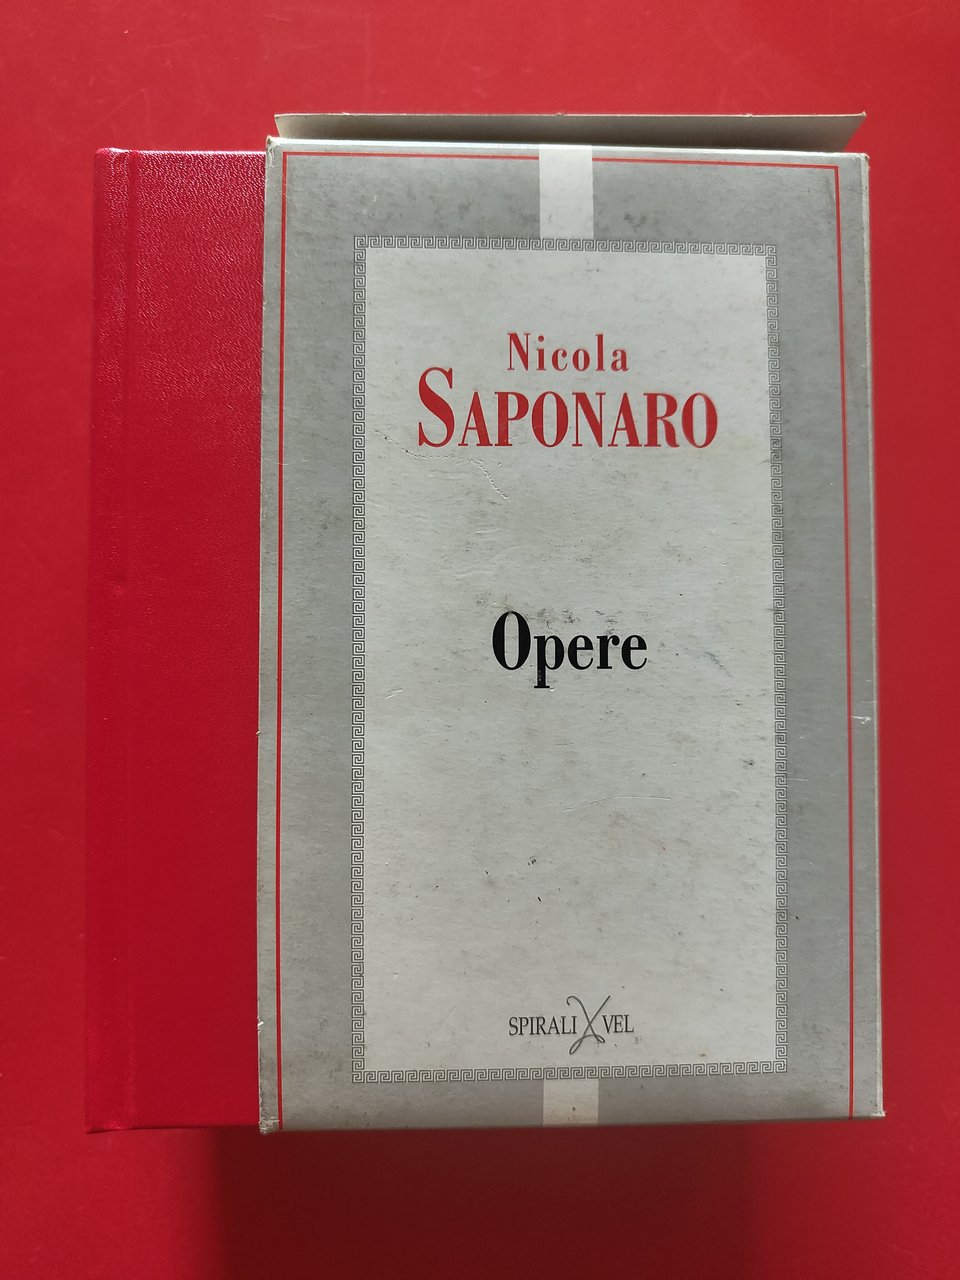 Nicola
SAPONARO
Opere
SPIRALI VEL